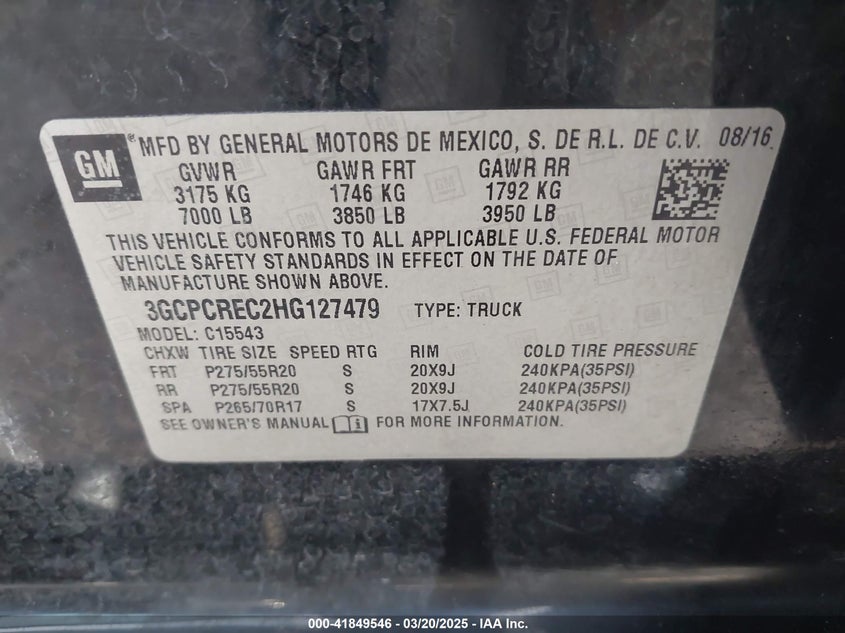 GM ® MFD BY GENERAL MOTORS DE MEXICO, S. DE R.L. DE C.V. 08/16
GVWR GAWR FRT GAWR RR
3175 KG 1746 KG 1792 KG
7000 LB 3850 LB 3950 LB
THIS VEHICLE CONFORMS TO ALL APPLICABLE U.S. FEDERAL MOTOR
VEHICLE SAFETY STANDARDS IN EFFECT ON THE DATE OF
MANUFACTURE SHOWN ABOVE.
3GCPCREC2HG127479 TYPE: TRUCK
MODEL: C15543
CHXW TIRE SIZE SPEED RTG RIM COLD TIRE PRESSURE
FRT P275/55R20 S 20X9J 240KPA(35PSI)
RR P275/55R20 S 20X9J 240KPA(35PSI)
SPA P265/70R17 S 17X7.5J 240KPA(35PSI)
SEE OWNER'S MANUAL FOR MORE INFORMATION.
000-41849546 - 03/20/2025 - IAA Inc.